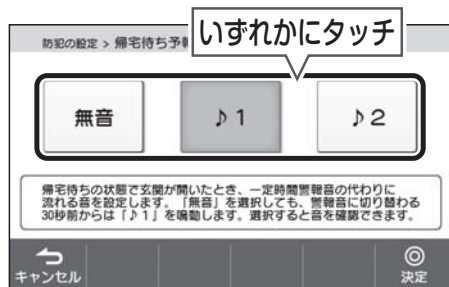 いずれかにタッチ
防犯の設定 > 帰宅待ち予
無音
♪1
♪2
帰宅待ちの状態で玄関が開いたとき、一定時間警報音の代わりに
流れる音を設定します。「無音」を選択しても、警報音に切り替わる
30秒前からは「♪1」を鳴動します。選択すると音を確認できます。
キャンセル
決定